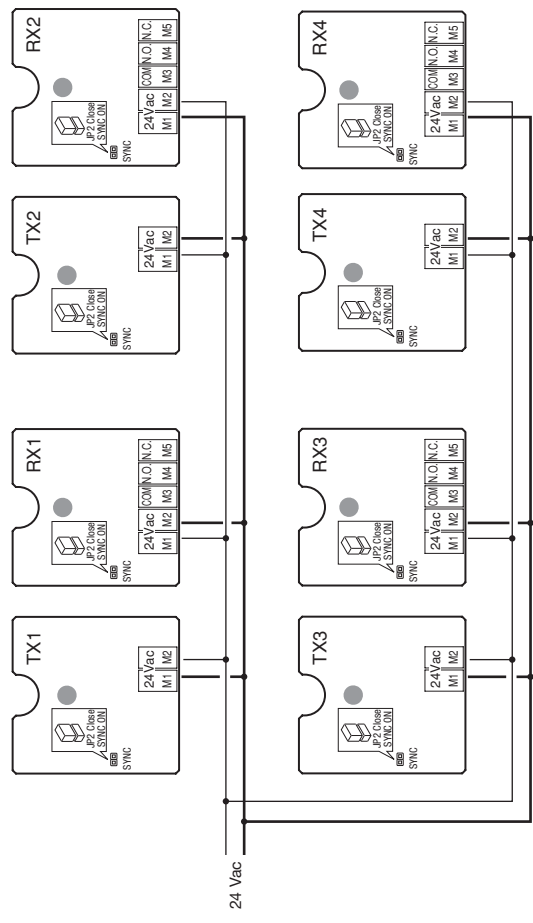 TX1
JP2 Close
SYNC ON
SYNC
24Vac
M1 M2
RX1
JP2 Close
SYNC ON
SYNC
24Vac COM N.O. N.C.
M1 M2 M3 M4 M5
TX2
JP2 Close
SYNC ON
SYNC
24Vac
M1 M2
RX2
JP2 Close
SYNC ON
SYNC
24Vac COM N.O. N.C.
M1 M2 M3 M4 M5
24 Vac
TX3
JP2 Close
SYNC ON
SYNC
24Vac
M1 M2
RX3
JP2 Close
SYNC ON
SYNC
24Vac COM N.O. N.C.
M1 M2 M3 M4 M5
TX4
JP2 Close
SYNC ON
SYNC
24Vac
M1 M2
RX4
JP2 Close
SYNC ON
SYNC
24Vac COM N.O. N.C.
M1 M2 M3 M4 M5